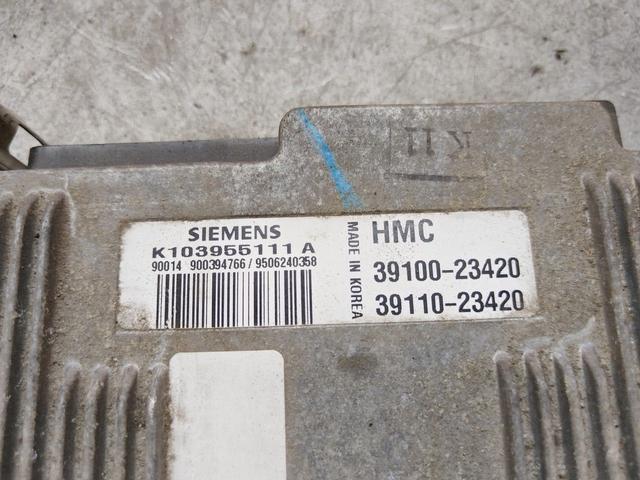 SIEMENS
K103955111 A
90014 900394766 / 9506240358
MADE IN KOREA
HMC
39100-23420
39110-23420